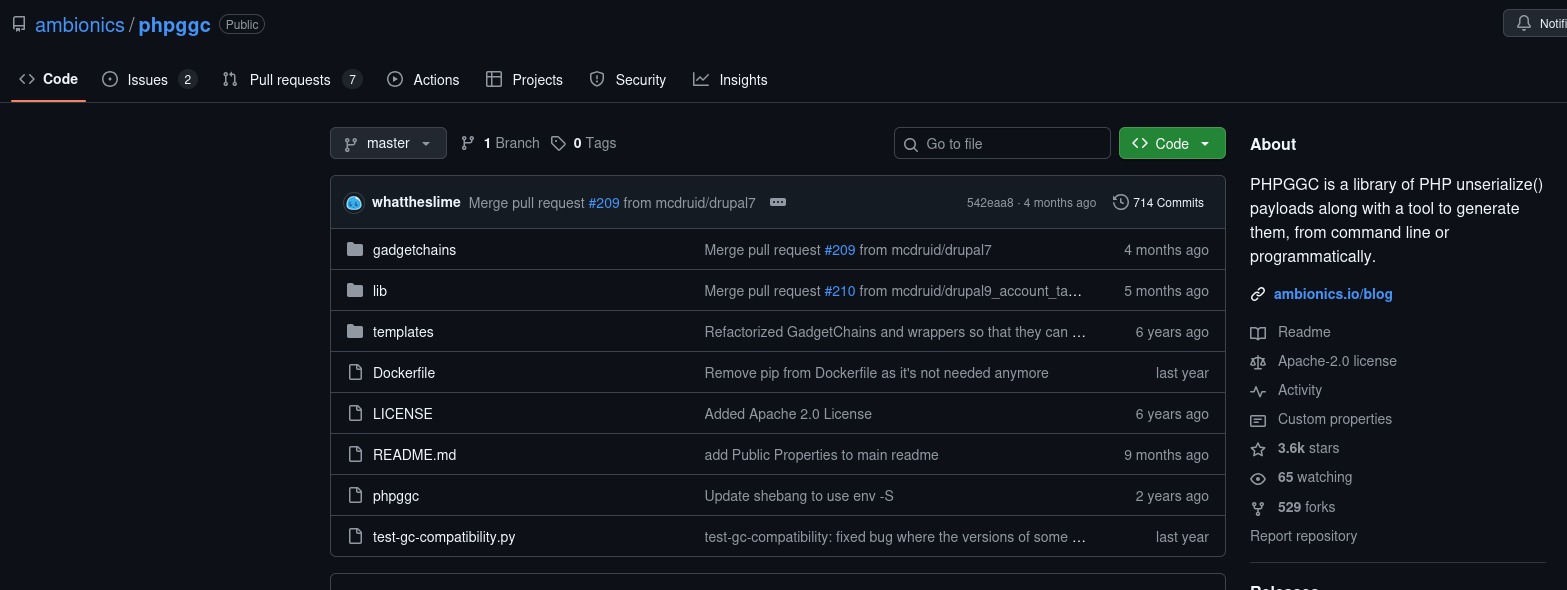 ambionics / phpggc Public
Notifi
Code Issues 2 Pull requests 7 Actions Projects Security Insights
master 1 Branch 0 Tags Go to file Code
whattheslime Merge pull request #209 from mcdruid/drupal7 542eaa8 · 4 months ago 714 Commits
gadgetchains Merge pull request #209 from mcdruid/drupal7 4 months ago
lib Merge pull request #210 from mcdruid/drupal9_account_ta… 5 months ago
templates Refactorized GadgetChains and wrappers so that they can … 6 years ago
Dockerfile Remove pip from Dockerfile as it's not needed anymore last year
LICENSE Added Apache 2.0 License 6 years ago
README.md add Public Properties to main readme 9 months ago
phpggc Update shebang to use env -S 2 years ago
test-gc-compatibility.py test-gc-compatibility: fixed bug where the versions of some … last year
About
PHPGGC is a library of PHP unserialize()
payloads along with a tool to generate
them, from command line or
programmatically.
ambionics.io/blog
Readme
Apache-2.0 license
Activity
Custom properties
3.6k stars
65 watching
529 forks
Report repository
Releases